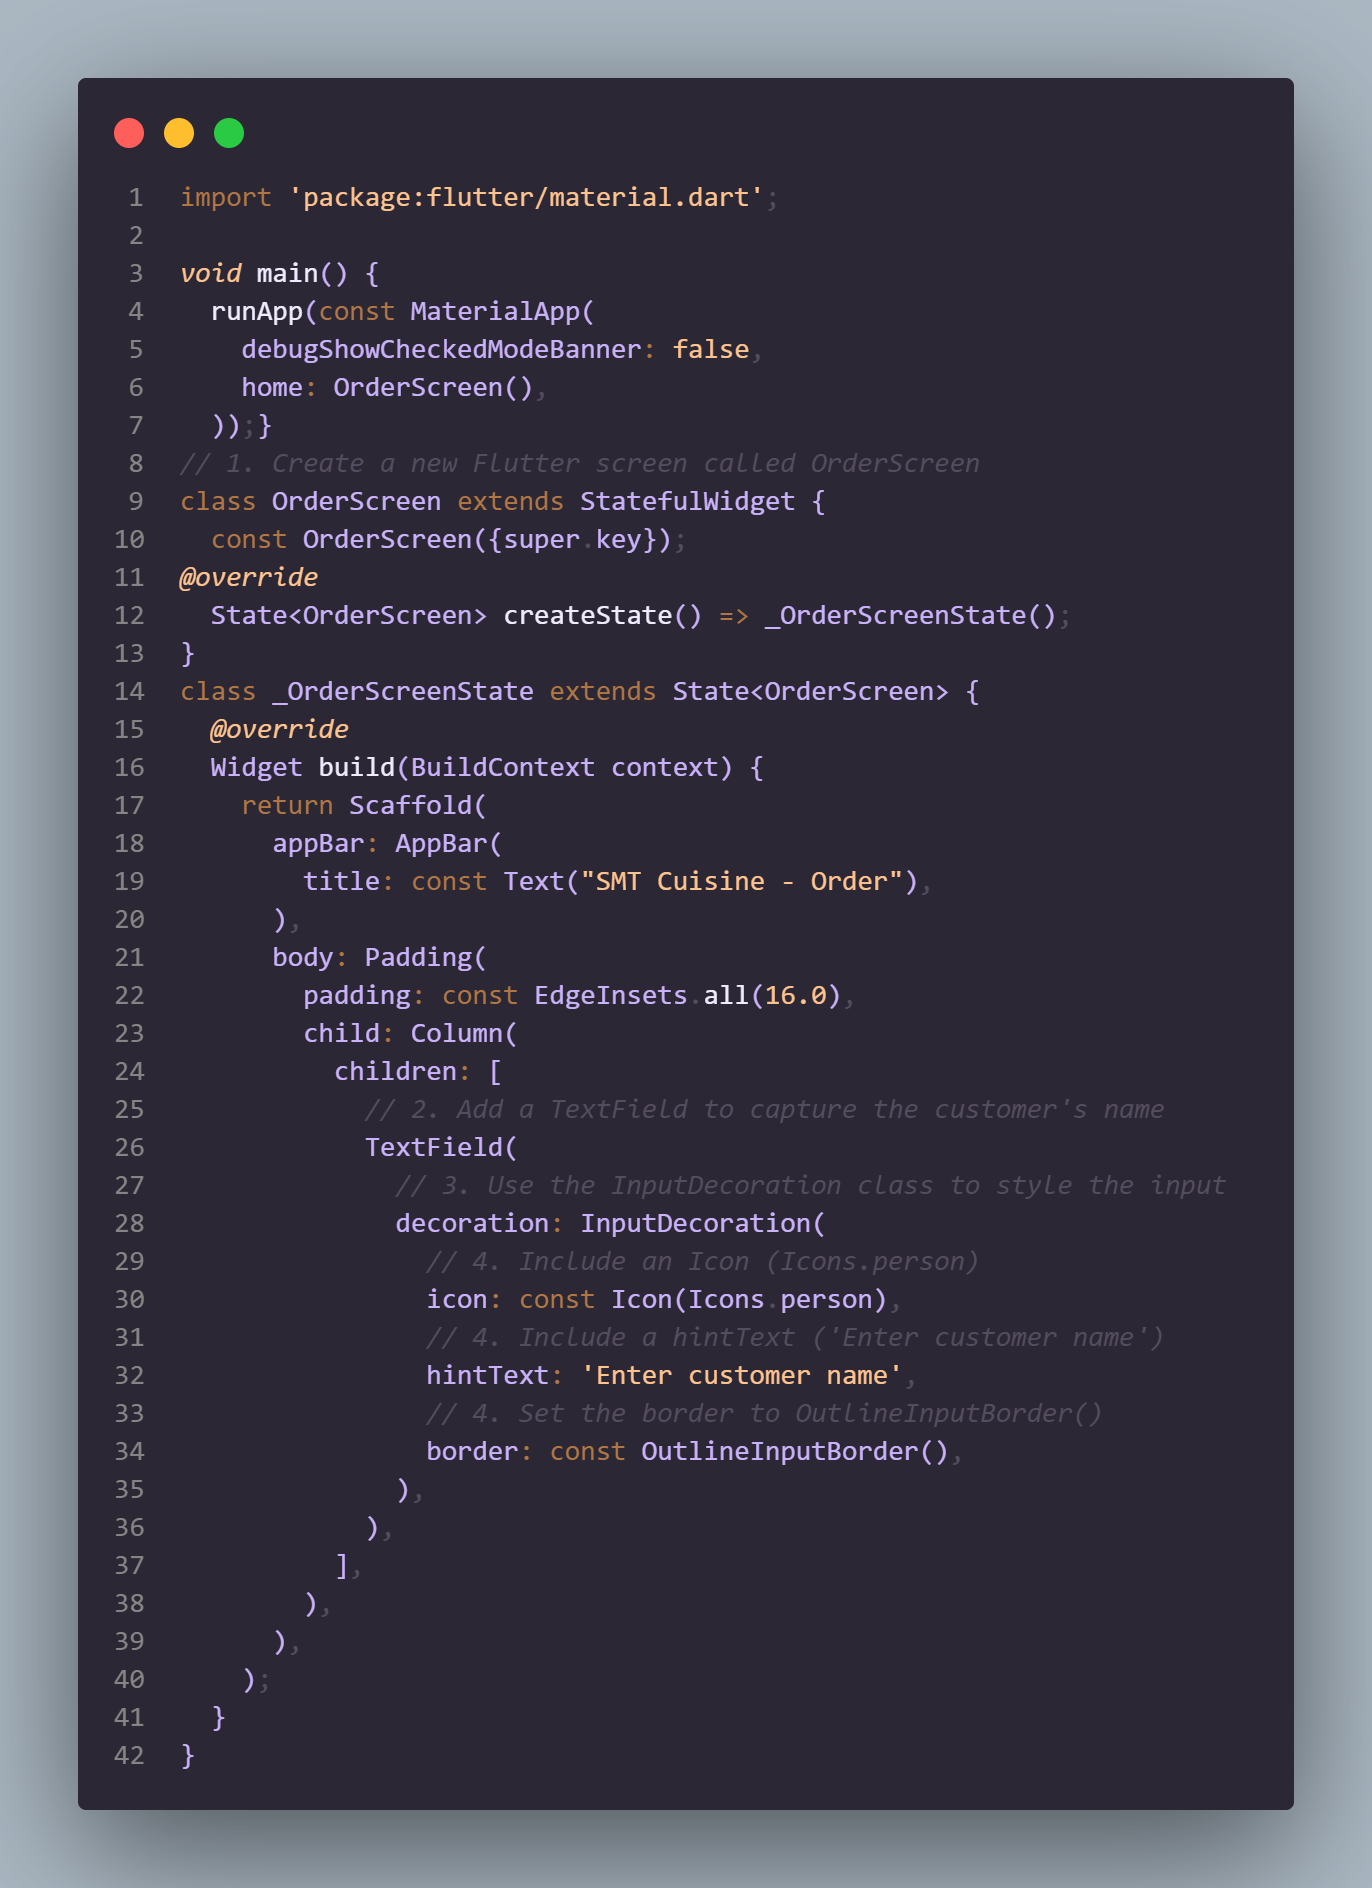 1 import 'package:flutter/material.dart';
2
3 void main() {
4   runApp(const MaterialApp(
5     debugShowCheckedModeBanner: false,
6     home: OrderScreen(),
7   ));}
8 // 1. Create a new Flutter screen called OrderScreen
9 class OrderScreen extends StatefulWidget {
10   const OrderScreen({super.key});
11 @override
12   State<OrderScreen> createState() => _OrderScreenState();
13 }
14 class _OrderScreenState extends State<OrderScreen> {
15   @override
16   Widget build(BuildContext context) {
17     return Scaffold(
18       appBar: AppBar(
19         title: const Text("SMT Cuisine - Order"),
20       ),
21       body: Padding(
22         padding: const EdgeInsets.all(16.0),
23         child: Column(
24           children: [
25             // 2. Add a TextField to capture the customer's name
26             TextField(
27               // 3. Use the InputDecoration class to style the input
28               decoration: InputDecoration(
29                 // 4. Include an Icon (Icons.person)
30                 icon: const Icon(Icons.person),
31                 // 4. Include a hintText ('Enter customer name')
32                 hintText: 'Enter customer name',
33                 // 4. Set the border to OutlineInputBorder()
34                 border: const OutlineInputBorder(),
35               ),
36             ),
37           ],
38         ),
39       ),
40     );
41   }
42 }